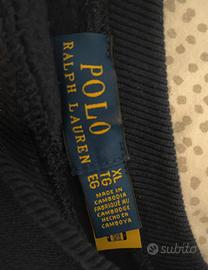 POLO
RALPH LAUREN
XL
TG
EG
MADE IN
CAMBODIA
FABRIQUÉ AU
CAMBODGE
HECHO EN
CAMBOYA
subito